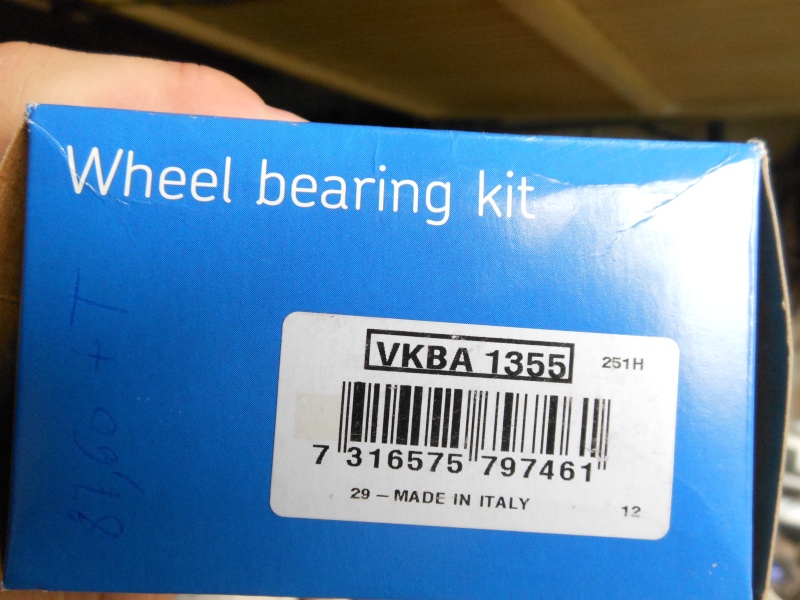 Wheel bearing kit
87,60 + T
VKBA 1355 251H
7 316575 797461
29 – MADE IN ITALY 12